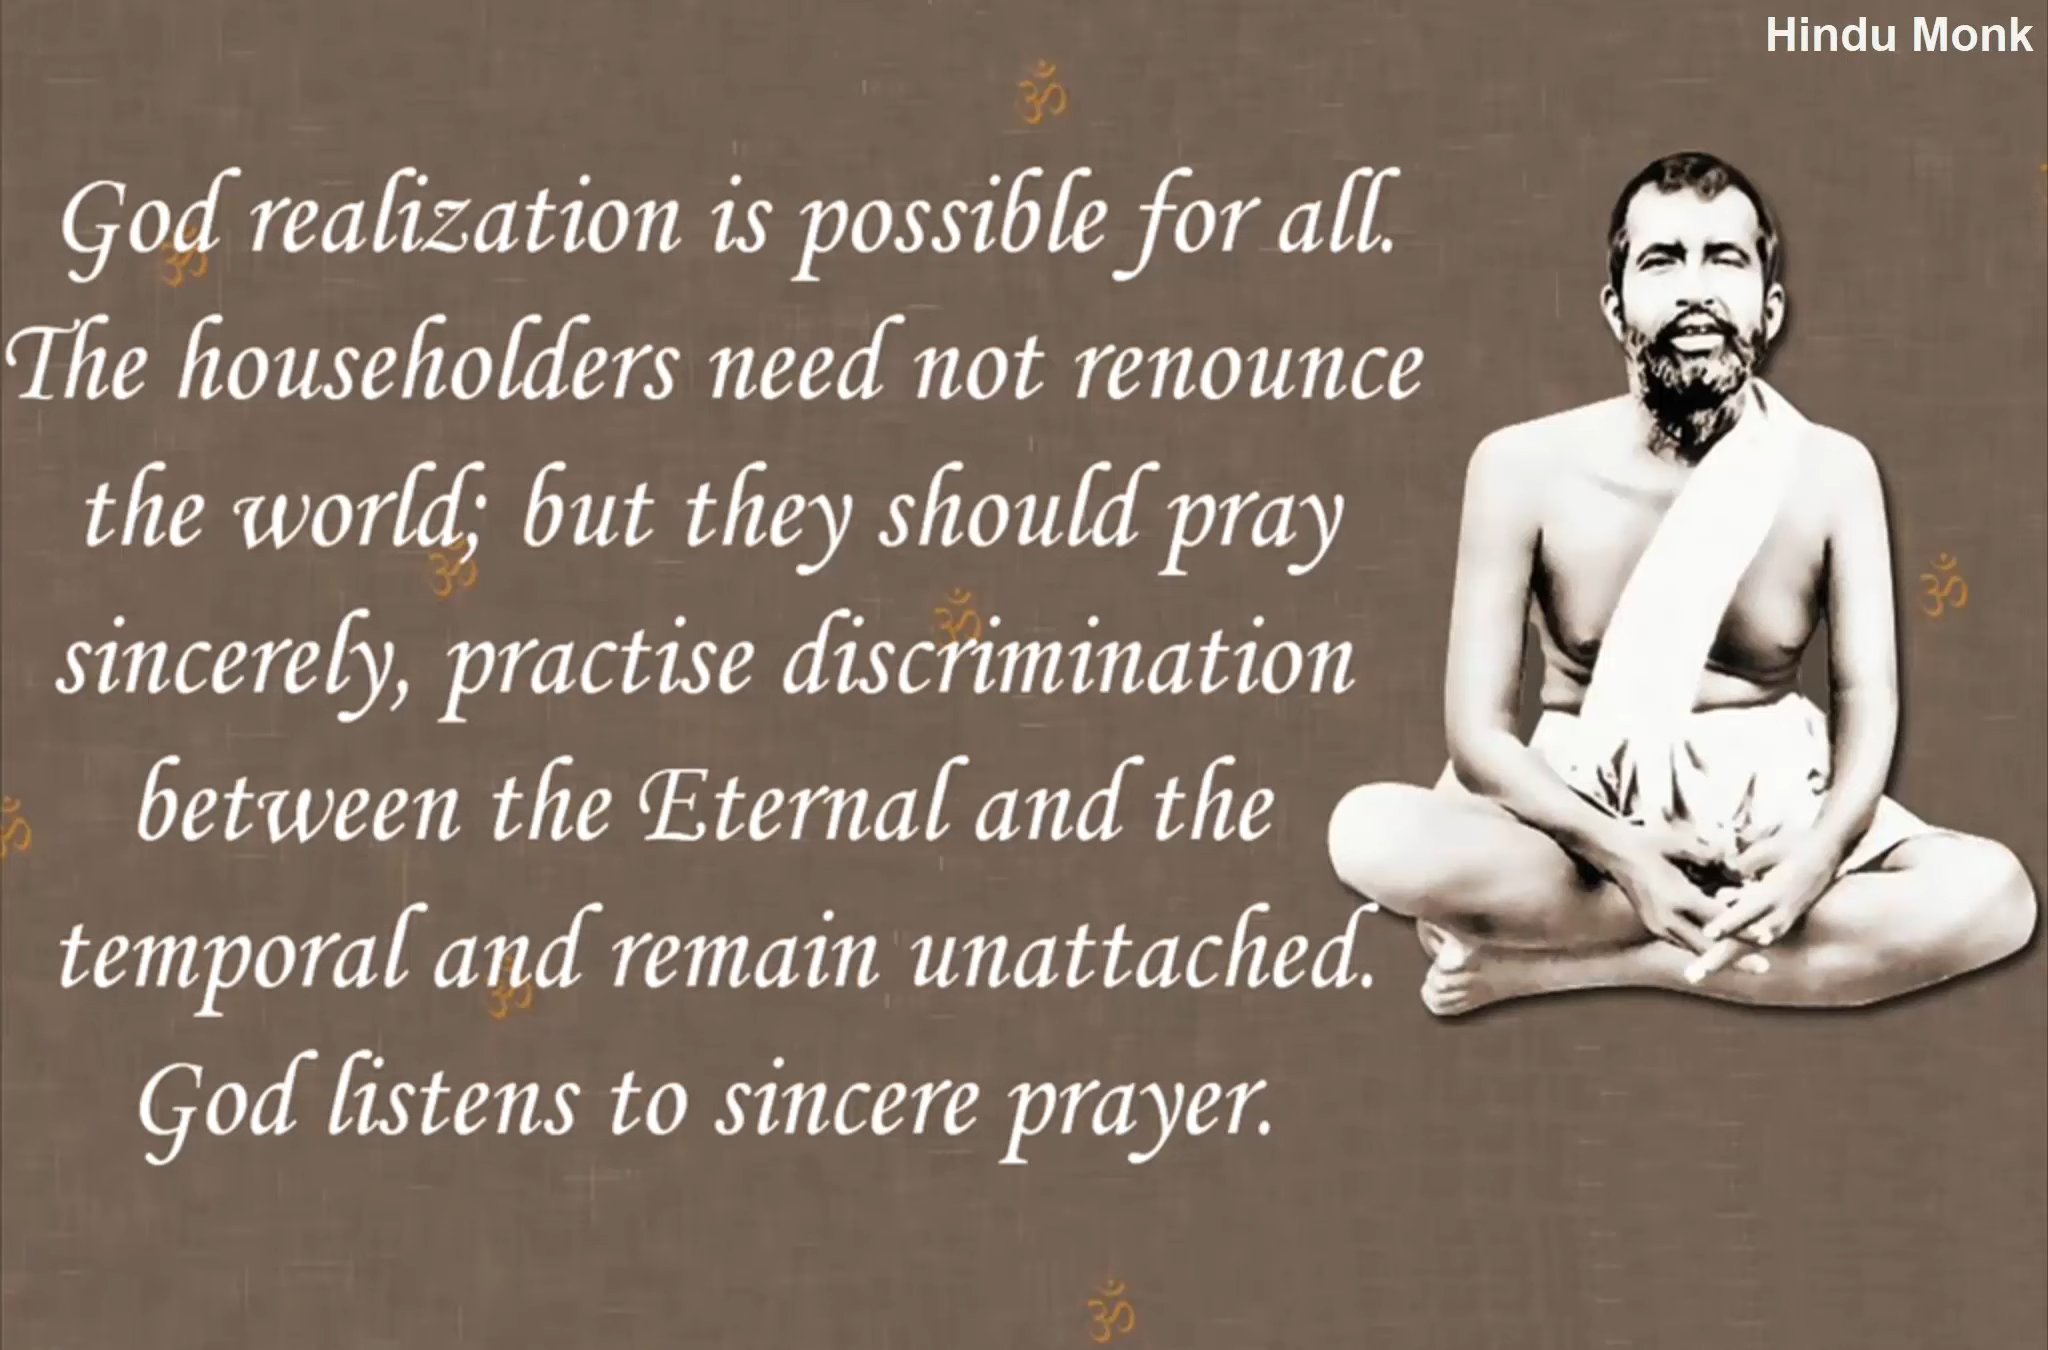 Hindu Monk
God realization is possible for all.
The householders need not renounce
the world; but they should pray
sincerely, practise discrimination
between the Eternal and the
temporal and remain unattached.
God listens to sincere prayer.
ॐ
ॐ
ॐ
ॐ
ॐ
ॐ
ॐ
ॐ